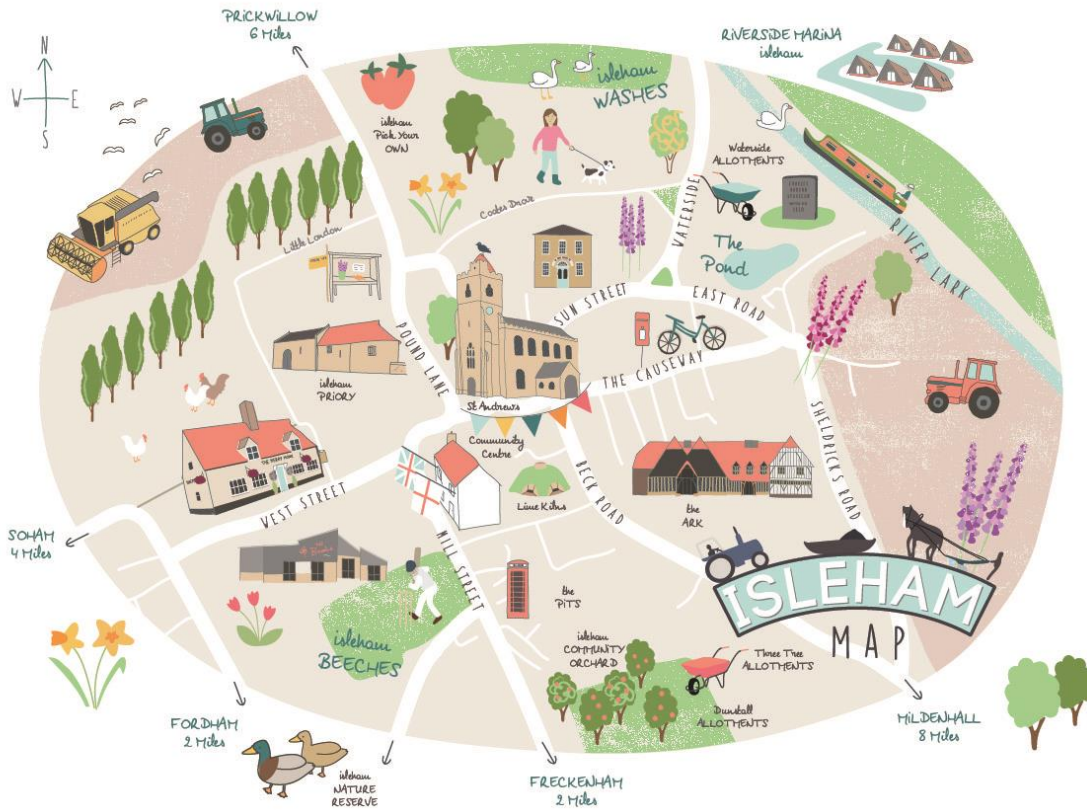 PRICKWILLOW
6 Miles
N
W E
S
RIVERSIDE MARINA
isleham
isleham
Pick Your
OWN
isleham
WASHES
Waterside
ALLOTMENTS
Coates Drove
Little London
WATERSIDE
The
Pond
RIVER LARK
SUN STREET
EAST ROAD
POUND LANE
isleham
PRIORY
THE CAUSEWAY
St Andrews
Community
Centre
Lime Kilns
BECK ROAD
the
ARK
SHELDRICKS ROAD
WEST STREET
SOHAM
4 Miles
MILL STREET
the
PITS
isleham
BEECHES
ISLEHAM
MAP
isleham
COMMUNITY
ORCHARD
Three Tree
ALLOTMENTS
Dunstall
ALLOTMENTS
FORDHAM
2 Miles
MILDENHALL
8 Miles
isleham
NATURE
RESERVE
FRECKENHAM
2 Miles